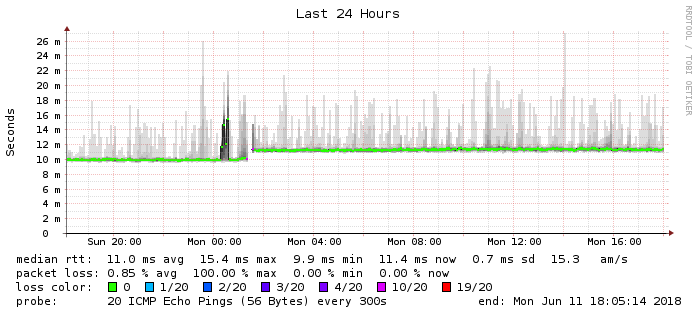 Last 24 Hours
RRDTOOL / TOBI OETIKER
Seconds
26 m
24 m
22 m
20 m
18 m
16 m
14 m
12 m
10 m
8 m
6 m
4 m
2 m
0
Sun 20:00 Mon 00:00 Mon 04:00 Mon 08:00 Mon 12:00 Mon 16:00
median rtt: 11.0 ms avg 15.4 ms max 9.9 ms min 11.4 ms now 0.7 ms sd 15.3 am/s
packet loss: 0.85 % avg 100.00 % max 0.00 % min 0.00 % now
loss color: 0 1/20 2/20 3/20 4/20 10/20 19/20
probe: 20 ICMP Echo Pings (56 Bytes) every 300s end: Mon Jun 11 18:05:14 2018